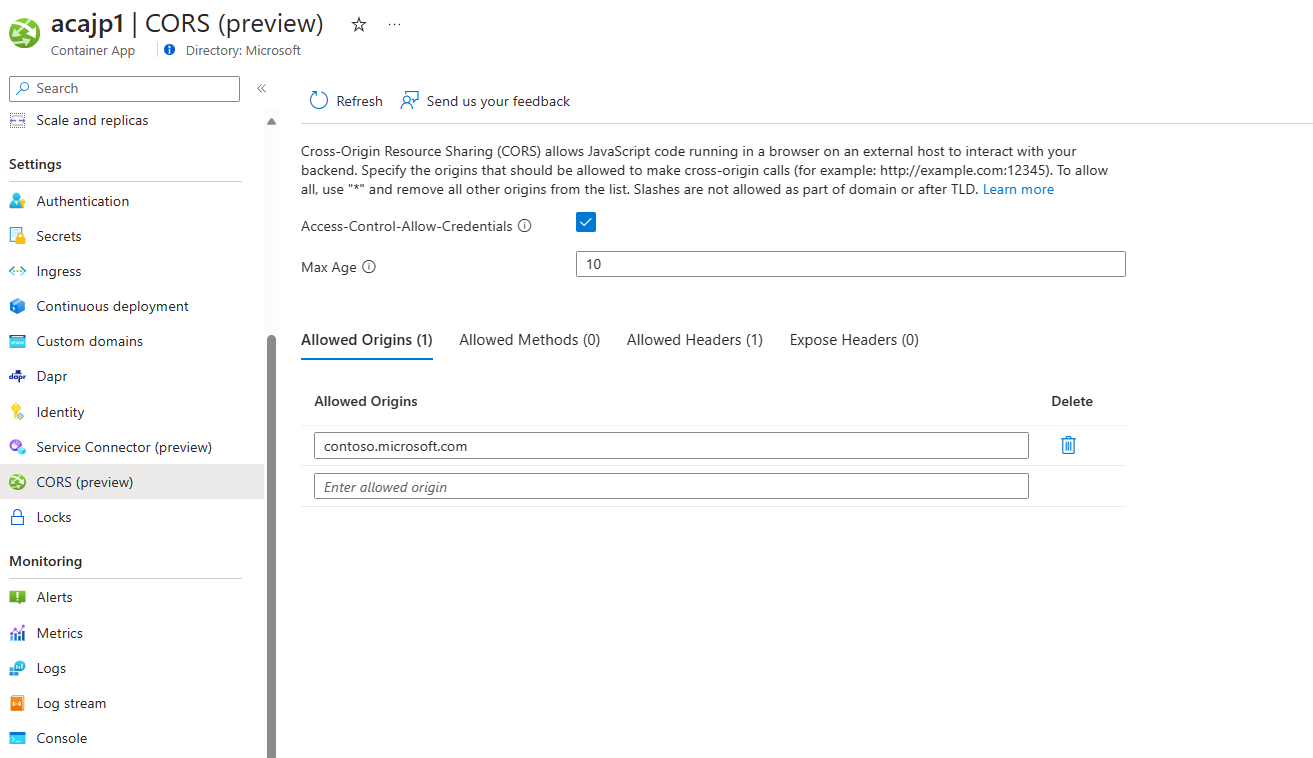 acajp1 | CORS (preview)
Container App
Directory: Microsoft
Search
Scale and replicas
Settings
Authentication
Secrets
Ingress
Continuous deployment
Custom domains
Dapr
Identity
Service Connector (preview)
CORS (preview)
Locks
Monitoring
Alerts
Metrics
Logs
Log stream
Console
Refresh
Send us your feedback
Cross-Origin Resource Sharing (CORS) allows JavaScript code running in a browser on an external host to interact with your
backend. Specify the origins that should be allowed to make cross-origin calls (for example: http://example.com:12345). To allow
all, use "*" and remove all other origins from the list. Slashes are not allowed as part of domain or after TLD. Learn more
Access-Control-Allow-Credentials
Max Age
10
Allowed Origins (1) Allowed Methods (0) Allowed Headers (1) Expose Headers (0)
Allowed Origins Delete
contoso.microsoft.com
Enter allowed origin